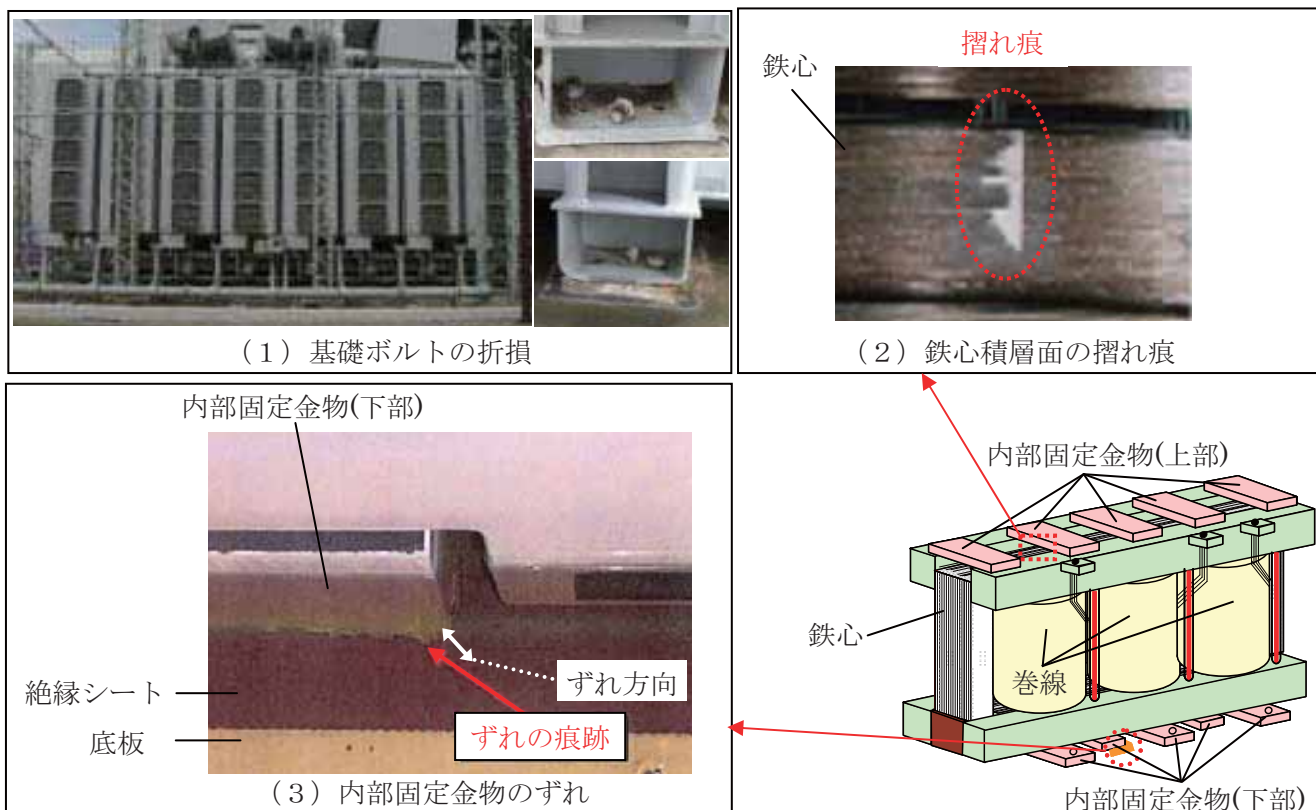 （１）基礎ボルトの折損
摺れ痕
鉄心
（２）鉄心積層面の摺れ痕
内部固定金物(下部)
ずれ方向
絶縁シート
ずれの痕跡
底板
（３）内部固定金物のずれ
内部固定金物(上部)
鉄心
巻線
内部固定金物(下部)